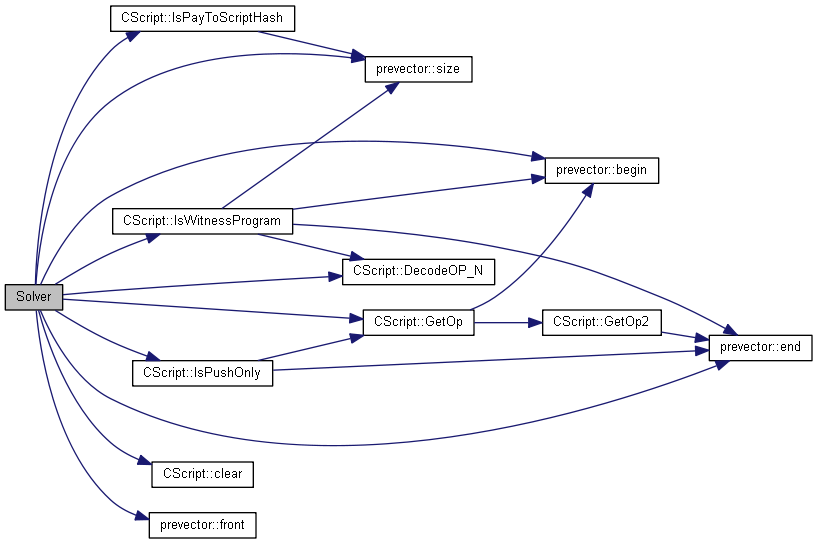 CScript::IsPayToScriptHash
prevector::size
prevector::begin
CScript::IsWitnessProgram
CScript::DecodeOP_N
Solver
CScript::GetOp
CScript::GetOp2
prevector::end
CScript::IsPushOnly
CScript::clear
prevector::front